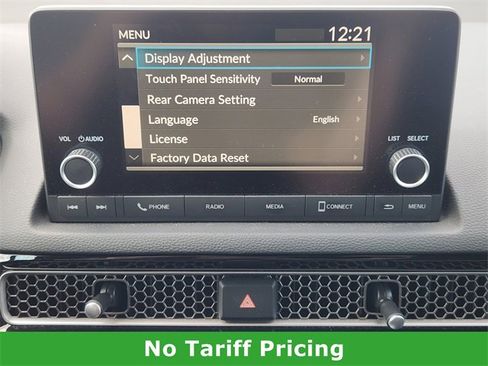 MENU 12:21
Display Adjustment
Touch Panel Sensitivity Normal
Rear Camera Setting
Language English
License
Factory Data Reset
VOL AUDIO LIST SELECT
PHONE RADIO MEDIA CONNECT MENU
No Tariff Pricing